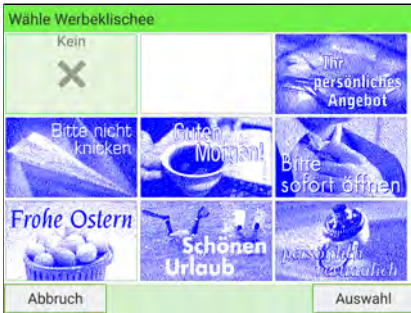 Wähle Werbeklischee
Kein
Ihr
persönliches
Angebot
Bitte nicht
knicken
Guten
Morgen!
Bitte
sofort öffnen
Frohe Ostern
Schönen
Urlaub
persönlich
vertraulich
Abbruch
Auswahl